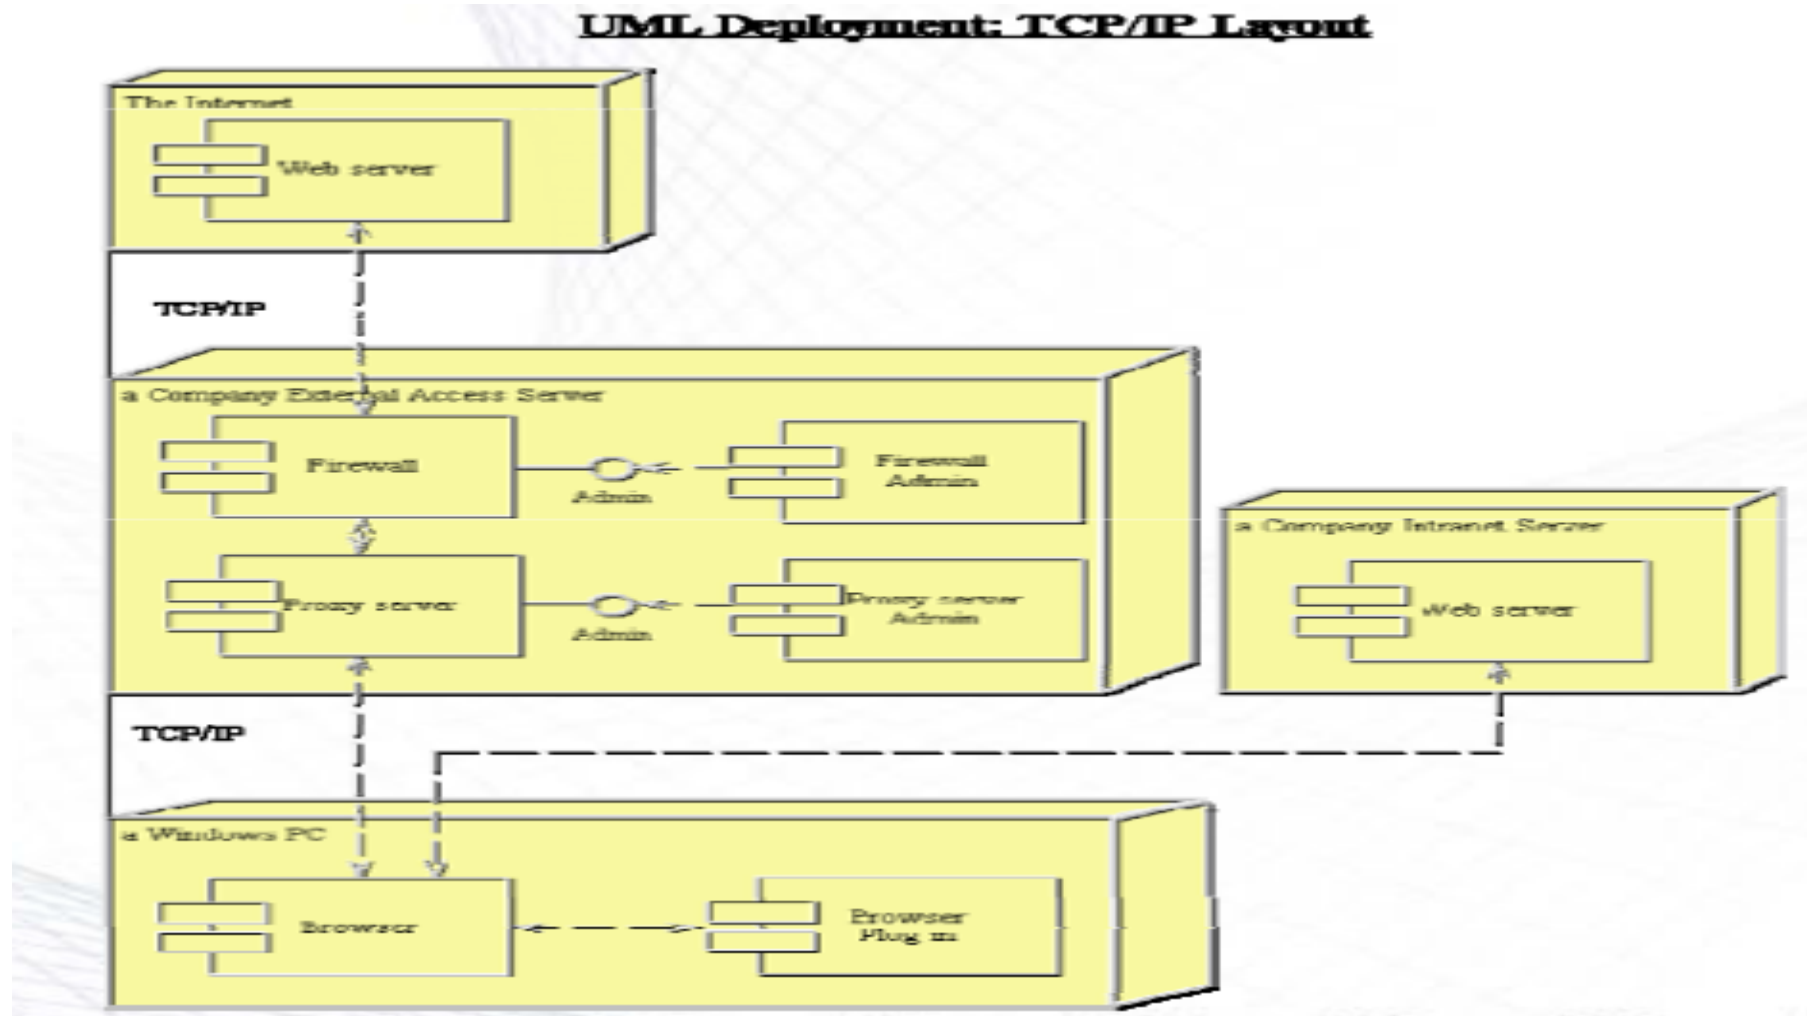 UML Deployment: TCP/IP Layout
The Internet
Web server
TCP/IP
a Company External Access Server
Firewall
Admin
Firewall
Admin
a Company Intranet Server
Proxy server
Admin
Proxy server
Admin
Web server
TCP/IP
a Windows PC
Browser
Browser
Plug in